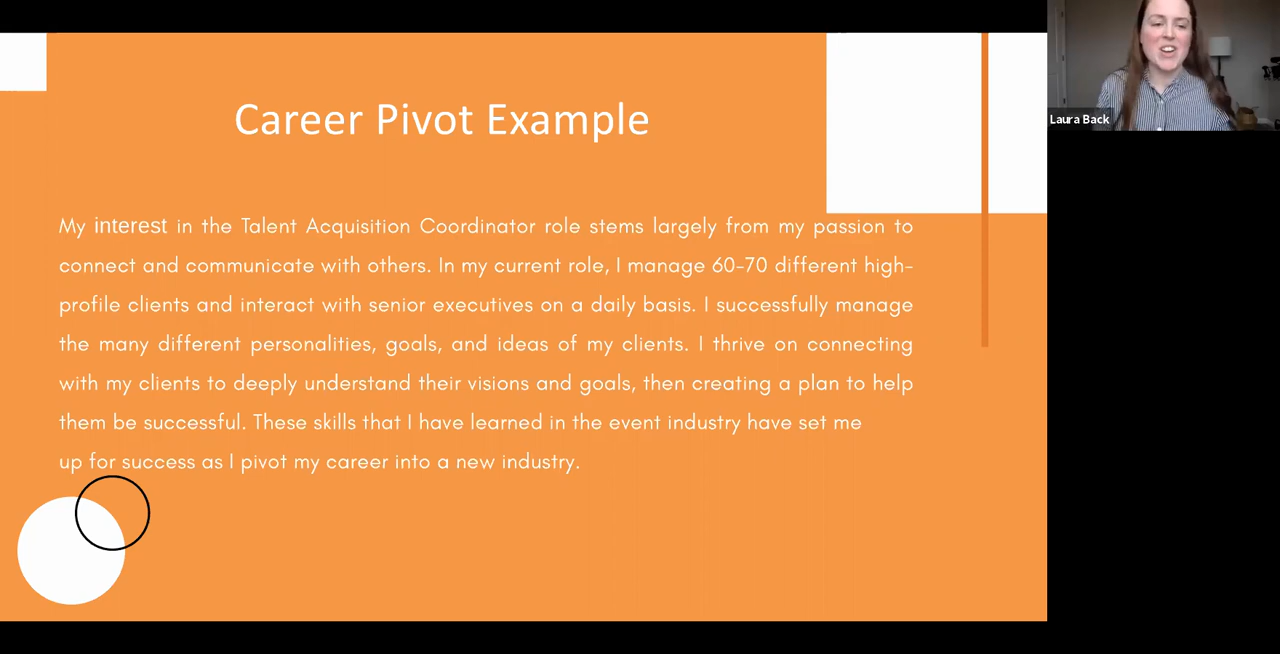 Career Pivot Example
My interest in the Talent Acquisition Coordinator role stems largely from my passion to
connect and communicate with others. In my current role, I manage 60-70 different high-
profile clients and interact with senior executives on a daily basis. I successfully manage
the many different personalities, goals, and ideas of my clients. I thrive on connecting
with my clients to deeply understand their visions and goals, then creating a plan to help
them be successful. These skills that I have learned in the event industry have set me
up for success as I pivot my career into a new industry.
Laura Back